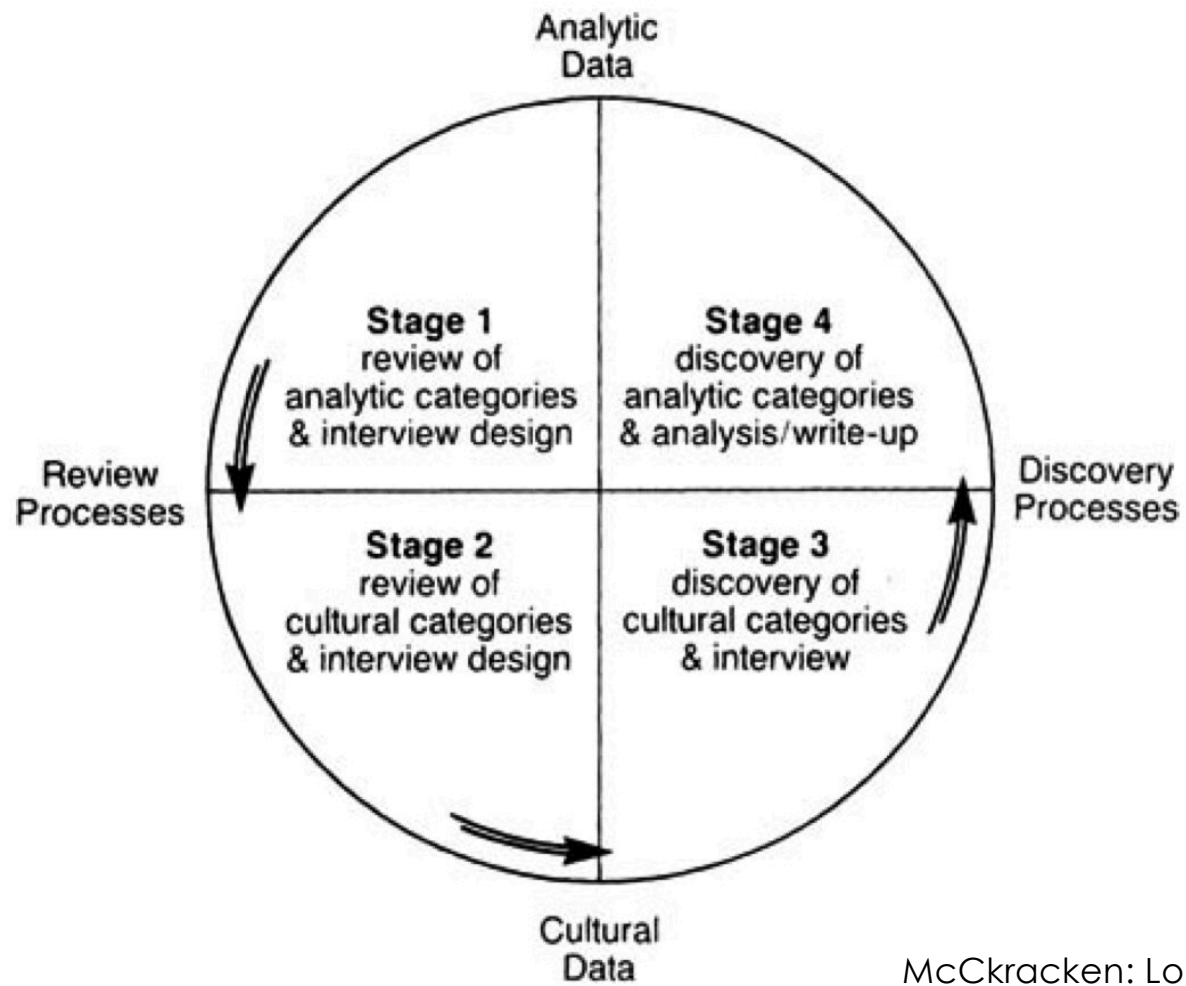 Analytic
Data
Stage 1
review of
analytic categories
& interview design
Stage 4
discovery of
analytic categories
& analysis/write-up
Review
Processes
Discovery
Processes
Stage 2
review of
cultural categories
& interview design
Stage 3
discovery of
cultural categories
& interview
Cultural
Data
McCkracken: Lo